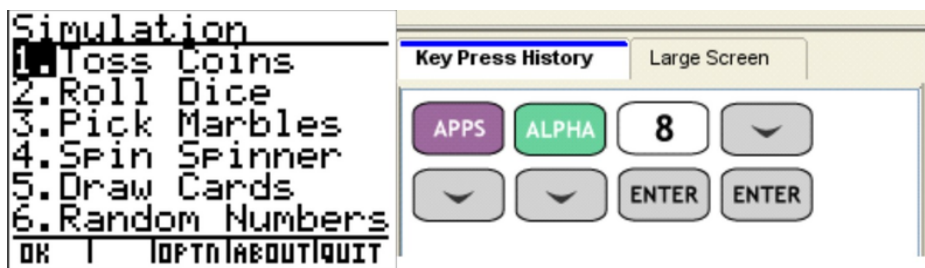 Simulation
1.Toss Coins
2.Roll Dice
3.Pick Marbles
4.Spin Spinner
5.Draw Cards
6.Random Numbers
OK OPTN ABOUT QUIT
Key Press History Large Screen
APPS ALPHA 8
ENTER ENTER